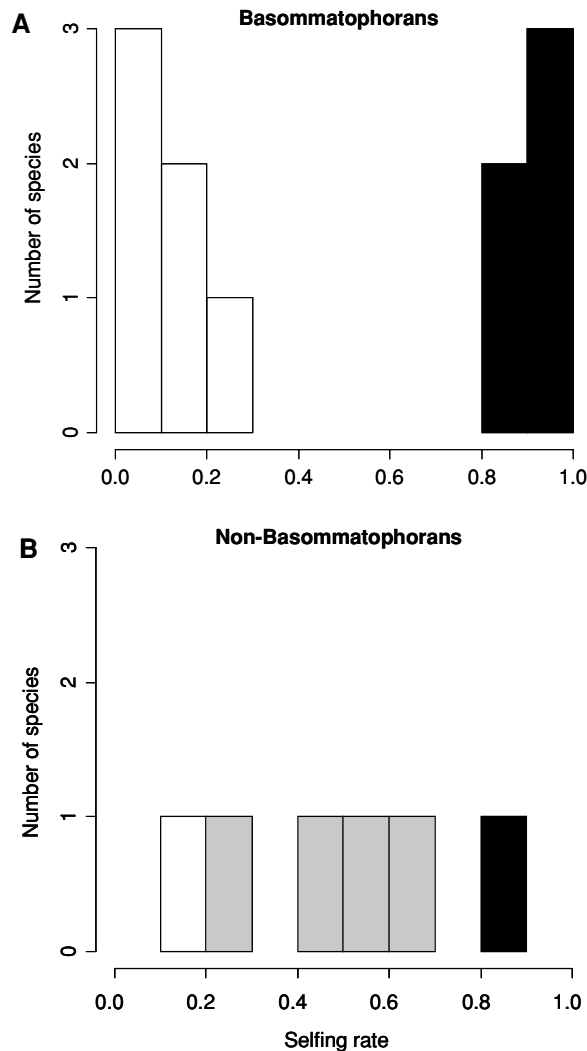 A
Basommatophorans
Number of species
3
2
1
0
0.0 0.2 0.4 0.6 0.8 1.0
B
Non-Basommatophorans
Number of species
3
2
1
0
0.0 0.2 0.4 0.6 0.8 1.0
Selfing rate